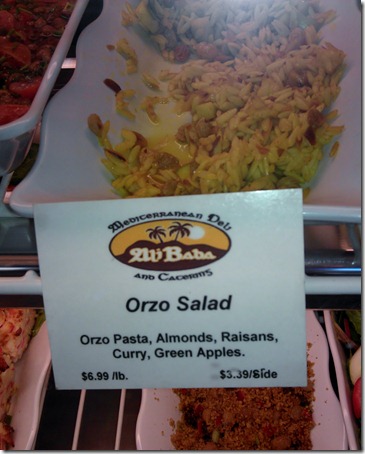 Mediterranean Deli
Ali Baba
and Catering
Orzo Salad
Orzo Pasta, Almonds, Raisans,
Curry, Green Apples.
$6.99 /lb. $3.39/Side